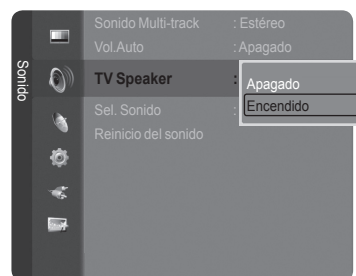 Sonido
Sonido Multi-track : Estéreo
Vol.Auto : Apagado
TV Speaker :
Apagado
Encendido
Sel. Sonido :
Reinicio del sonido